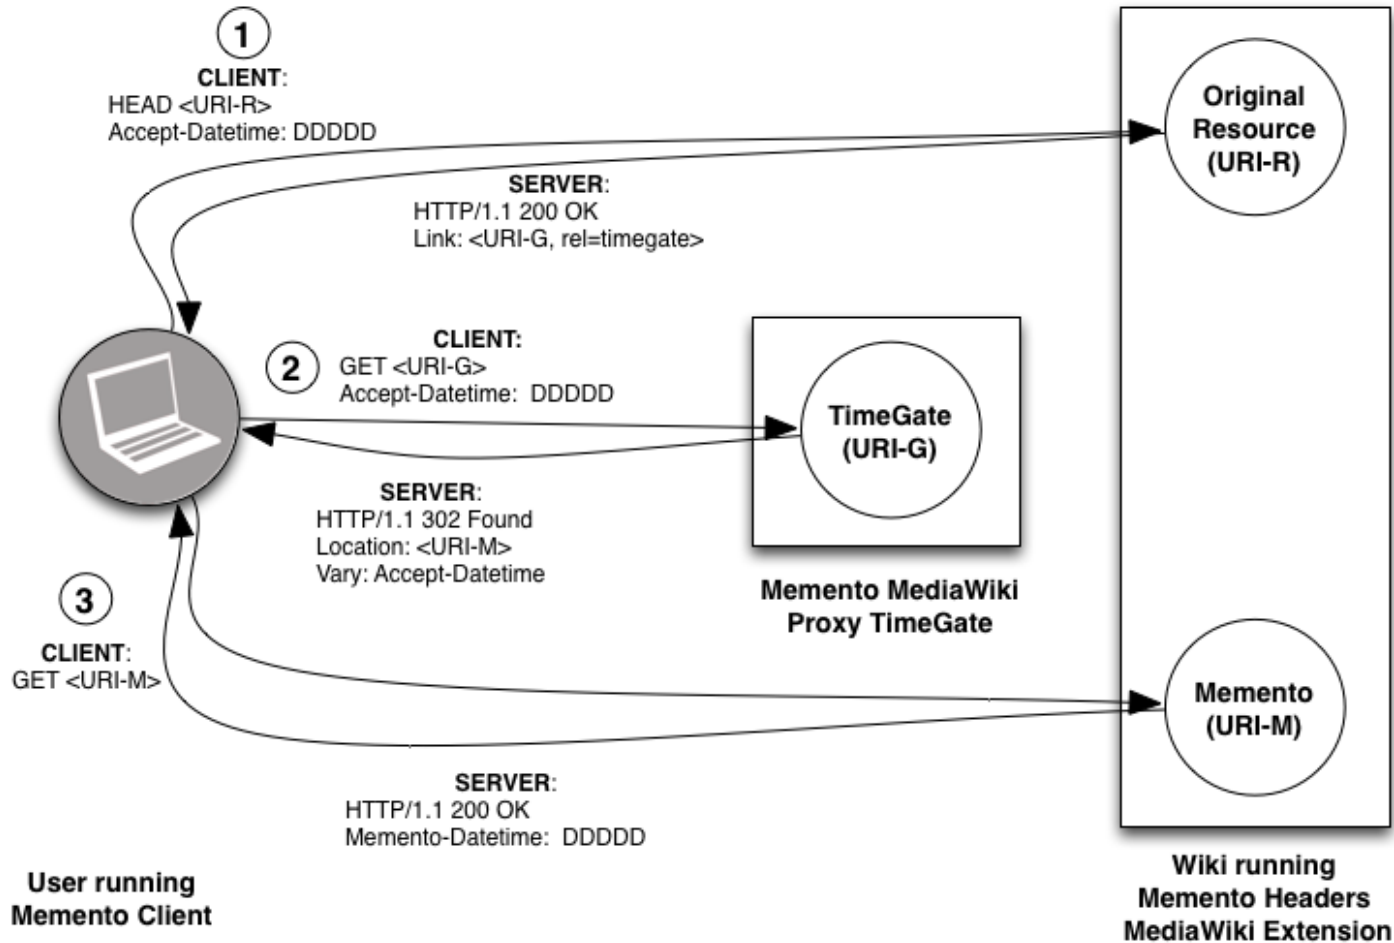 1
CLIENT:
HEAD <URI-R>
Accept-Datetime: DDDDD
Original
Resource
(URI-R)
SERVER:
HTTP/1.1 200 OK
Link: <URI-G, rel=timegate>
2
CLIENT:
GET <URI-G>
Accept-Datetime: DDDDD
TimeGate
(URI-G)
SERVER:
HTTP/1.1 302 Found
Location: <URI-M>
Vary: Accept-Datetime
Memento MediaWiki
Proxy TimeGate
3
CLIENT:
GET <URI-M>
Memento
(URI-M)
SERVER:
HTTP/1.1 200 OK
Memento-Datetime: DDDDD
User running
Memento Client
Wiki running
Memento Headers
MediaWiki Extension